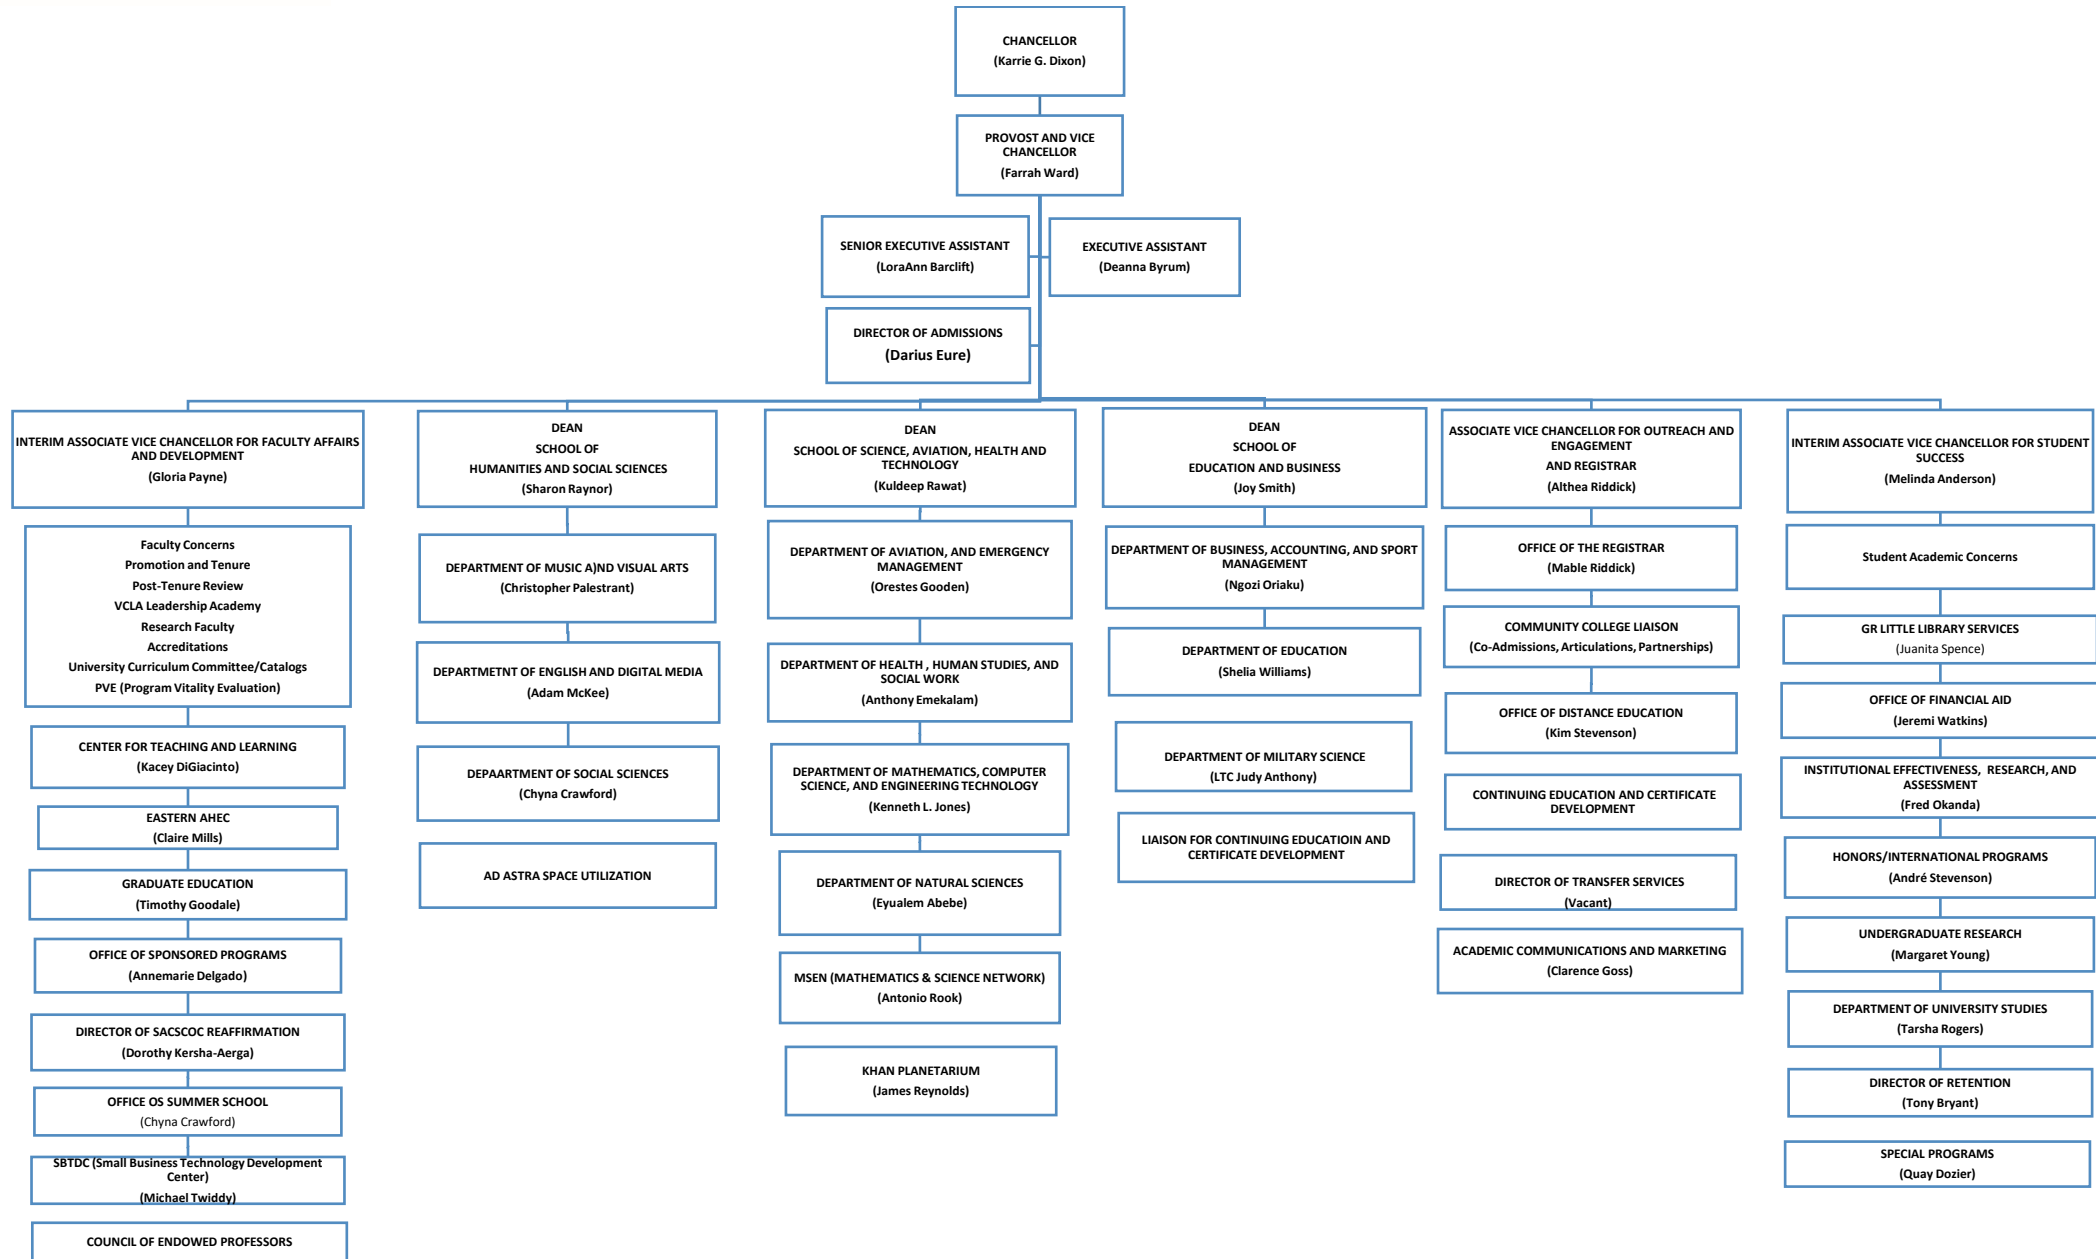 CHANCELLOR
(Karrie G. Dixon)
PROVOST AND VICE
CHANCELLOR
(Farrah Ward)
SENIOR EXECUTIVE ASSISTANT
(LoraAnn Barclift)
EXECUTIVE ASSISTANT
(Deanna Byrum)
DIRECTOR OF ADMISSIONS
(Darius Eure)
INTERIM ASSOCIATE VICE CHANCELLOR FOR FACULTY AFFAIRS
AND DEVELOPMENT
(Gloria Payne)
Faculty Concerns
Promotion and Tenure
Post-Tenure Review
VCLA Leadership Academy
Research Faculty
Accreditations
University Curriculum Committee/Catalogs
PVE (Program Vitality Evaluation)
CENTER FOR TEACHING AND LEARNING
(Kacey DiGiacinto)
EASTERN AHEC
(Claire Mills)
GRADUATE EDUCATION
(Timothy Goodale)
OFFICE OF SPONSORED PROGRAMS
(Annemarie Delgado)
DIRECTOR OF SACSCOC REAFFIRMATION
(Dorothy Kersha-Aerga)
OFFICE OS SUMMER SCHOOL
(Chyna Crawford)
SBTDC (Small Business Technology Development
Center)
(Michael Twiddy)
COUNCIL OF ENDOWED PROFESSORS
DEAN
SCHOOL OF
HUMANITIES AND SOCIAL SCIENCES
(Sharon Raynor)
DEPARTMENT OF MUSIC A)ND VISUAL ARTS
(Christopher Palestrant)
DEPARTMETNT OF ENGLISH AND DIGITAL MEDIA
(Adam McKee)
DEPAARTMENT OF SOCIAL SCIENCES
(Chyna Crawford)
AD ASTRA SPACE UTILIZATION
DEAN
SCHOOL OF SCIENCE, AVIATION, HEALTH AND
TECHNOLOGY
(Kuldeep Rawat)
DEPARTMENT OF AVIATION, AND EMERGENCY
MANAGEMENT
(Orestes Gooden)
DEPARTMENT OF HEALTH , HUMAN STUDIES, AND
SOCIAL WORK
(Anthony Emekalam)
DEPARTMENT OF MATHEMATICS, COMPUTER
SCIENCE, AND ENGINEERING TECHNOLOGY
(Kenneth L. Jones)
DEPARTMENT OF NATURAL SCIENCES
(Eyualem Abebe)
MSEN (MATHEMATICS & SCIENCE NETWORK)
(Antonio Rook)
KHAN PLANETARIUM
(James Reynolds)
DEAN
SCHOOL OF
EDUCATION AND BUSINESS
(Joy Smith)
DEPARTMENT OF BUSINESS, ACCOUNTING, AND SPORT
MANAGEMENT
(Ngozi Oriaku)
DEPARTMENT OF EDUCATION
(Shelia Williams)
DEPARTMENT OF MILITARY SCIENCE
(LTC Judy Anthony)
LIAISON FOR CONTINUING EDUCATIOIN AND
CERTIFICATE DEVELOPMENT
ASSOCIATE VICE CHANCELLOR FOR OUTREACH AND
ENGAGEMENT
AND REGISTRAR
(Althea Riddick)
OFFICE OF THE REGISTRAR
(Mable Riddick)
COMMUNITY COLLEGE LIAISON
(Co-Admissions, Articulations, Partnerships)
OFFICE OF DISTANCE EDUCATION
(Kim Stevenson)
CONTINUING EDUCATION AND CERTIFICATE
DEVELOPMENT
DIRECTOR OF TRANSFER SERVICES
(Vacant)
ACADEMIC COMMUNICATIONS AND MARKETING
(Clarence Goss)
INTERIM ASSOCIATE VICE CHANCELLOR FOR STUDENT
SUCCESS
(Melinda Anderson)
Student Academic Concerns
GR LITTLE LIBRARY SERVICES
(Juanita Spence)
OFFICE OF FINANCIAL AID
(Jeremi Watkins)
INSTITUTIONAL EFFECTIVENESS, RESEARCH, AND
ASSESSMENT
(Fred Okanda)
HONORS/INTERNATIONAL PROGRAMS
(André Stevenson)
UNDERGRADUATE RESEARCH
(Margaret Young)
DEPARTMENT OF UNIVERSITY STUDIES
(Tarsha Rogers)
DIRECTOR OF RETENTION
(Tony Bryant)
SPECIAL PROGRAMS
(Quay Dozier)